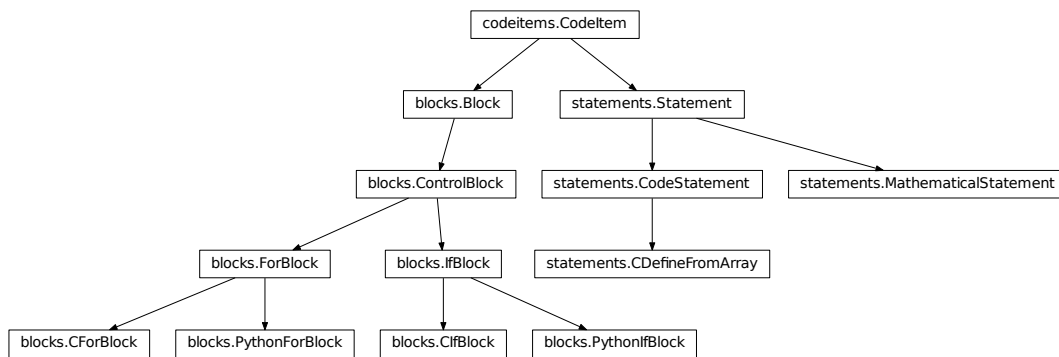 codeitems.CodeItem
blocks.Block
statements.Statement
blocks.ControlBlock
statements.CodeStatement
statements.MathematicalStatement
blocks.ForBlock
blocks.IfBlock
statements.CDefineFromArray
blocks.CForBlock
blocks.PythonForBlock
blocks.CIfBlock
blocks.PythonIfBlock